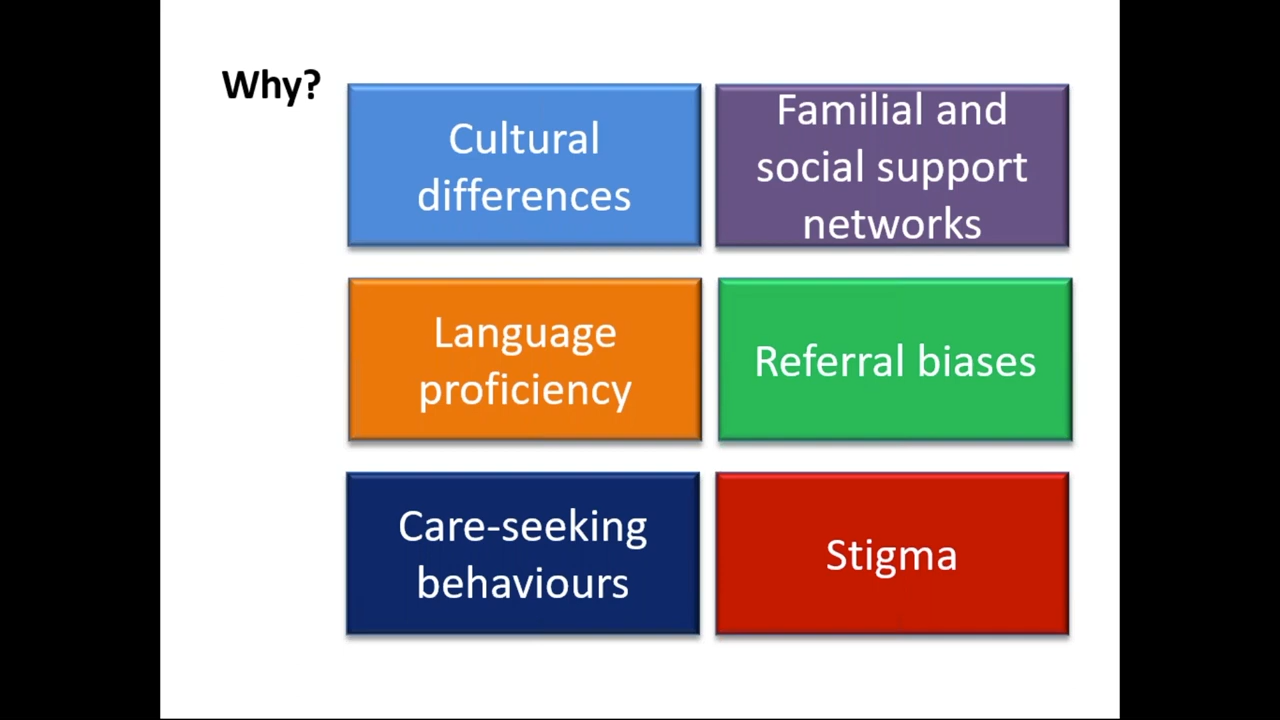 Why?
Cultural
differences
Familial and
social support
networks
Language
proficiency
Referral biases
Care-seeking
behaviours
Stigma